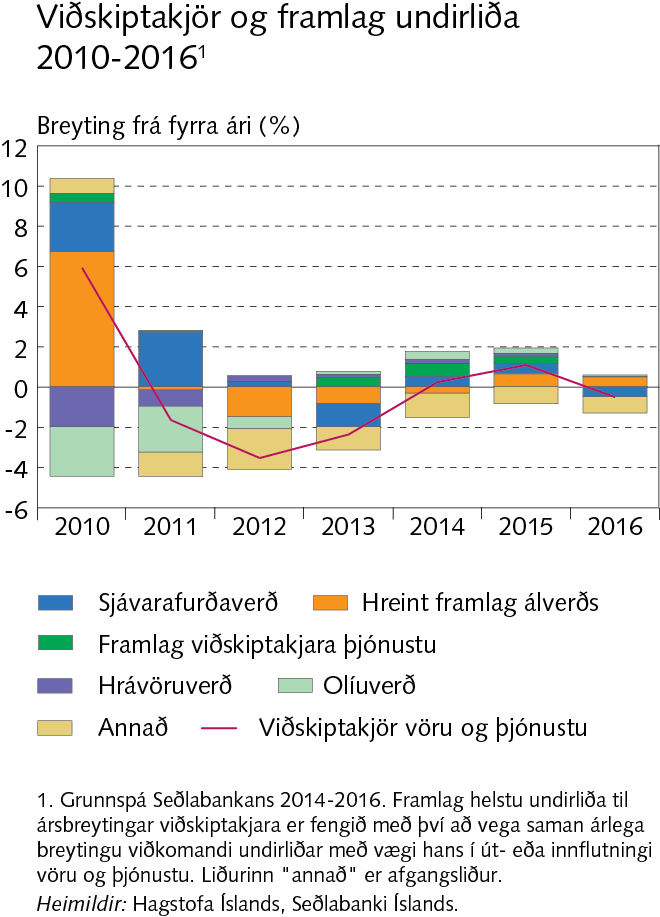 Viðskiptakjör og framlag undirliða
2010-2016¹
Breyting frá fyrra ári (%)
12
10
8
6
4
2
0
-2
-4
-6
2010 2011 2012 2013 2014 2015 2016
Sjávarafurðaverð Hreint framlag álverðs
Framlag viðskiptakjara þjónustu
Hrávöruverð Olíuverð
Annað Viðskiptakjör vöru og þjónustu
1. Grunnspá Seðlabankans 2014-2016. Framlag helstu undirliða til
ársbreytingar viðskiptakjara er fengið með því að vega saman árlega
breytingu viðkomandi undirliðar með vægi hans í út- eða innflutningi
vöru og þjónustu. Liðurinn "annað" er afgangsliður.
Heimildir: Hagstofa Íslands, Seðlabanki Íslands.